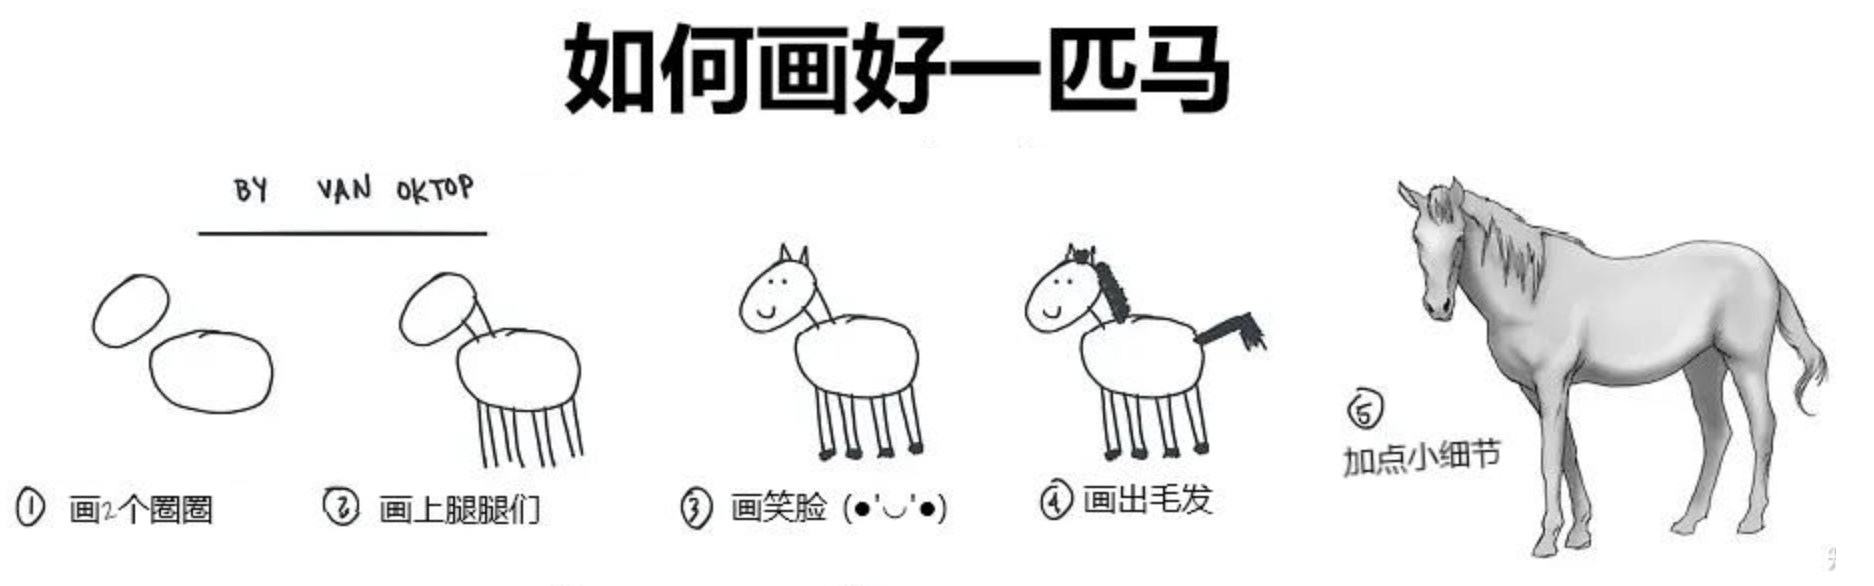 如何画好一匹马
BY VAN OKTOP
① 画2个圈圈
② 画上腿腿们
③ 画笑脸 (●'◡'●)
④ 画出毛发
⑤
加点小细节